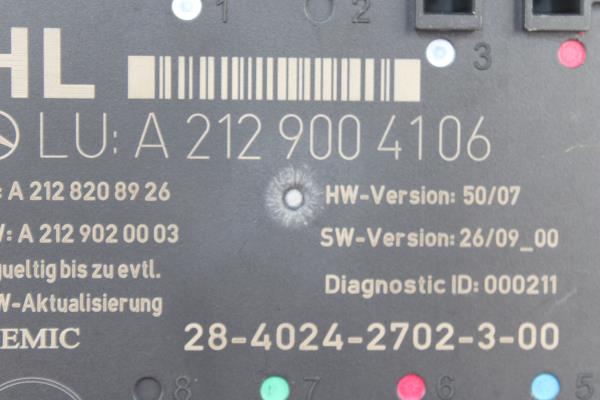 1 2
3
HL
LU: A 212 900 4106
: A 212 820 89 26
HW-Version: 50/07
: A 212 902 00 03
SW-Version: 26/09_00
gueltig bis zu evtl.
Diagnostic ID: 000211
W-Aktualisierung
EMIC
28-4024-2702-3-00
8 7 6 5